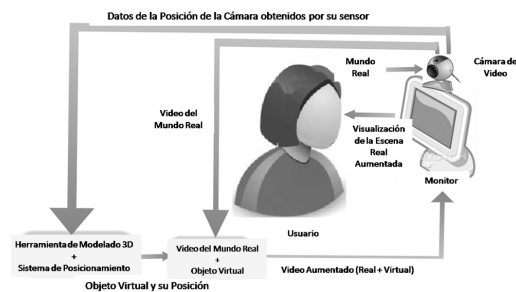 Datos de la Posición de la Cámara obtenidos por su sensor
Mundo
Real
Cámara de
Video
Video del
Mundo Real
Visualización
de la Escena
Real
Aumentada
Monitor
Usuario
Herramienta de Modelado 3D
+
Sistema de Posicionamiento
Video del Mundo Real
+
Objeto Virtual
Video Aumentado (Real + Virtual)
Objeto Virtual y su Posición